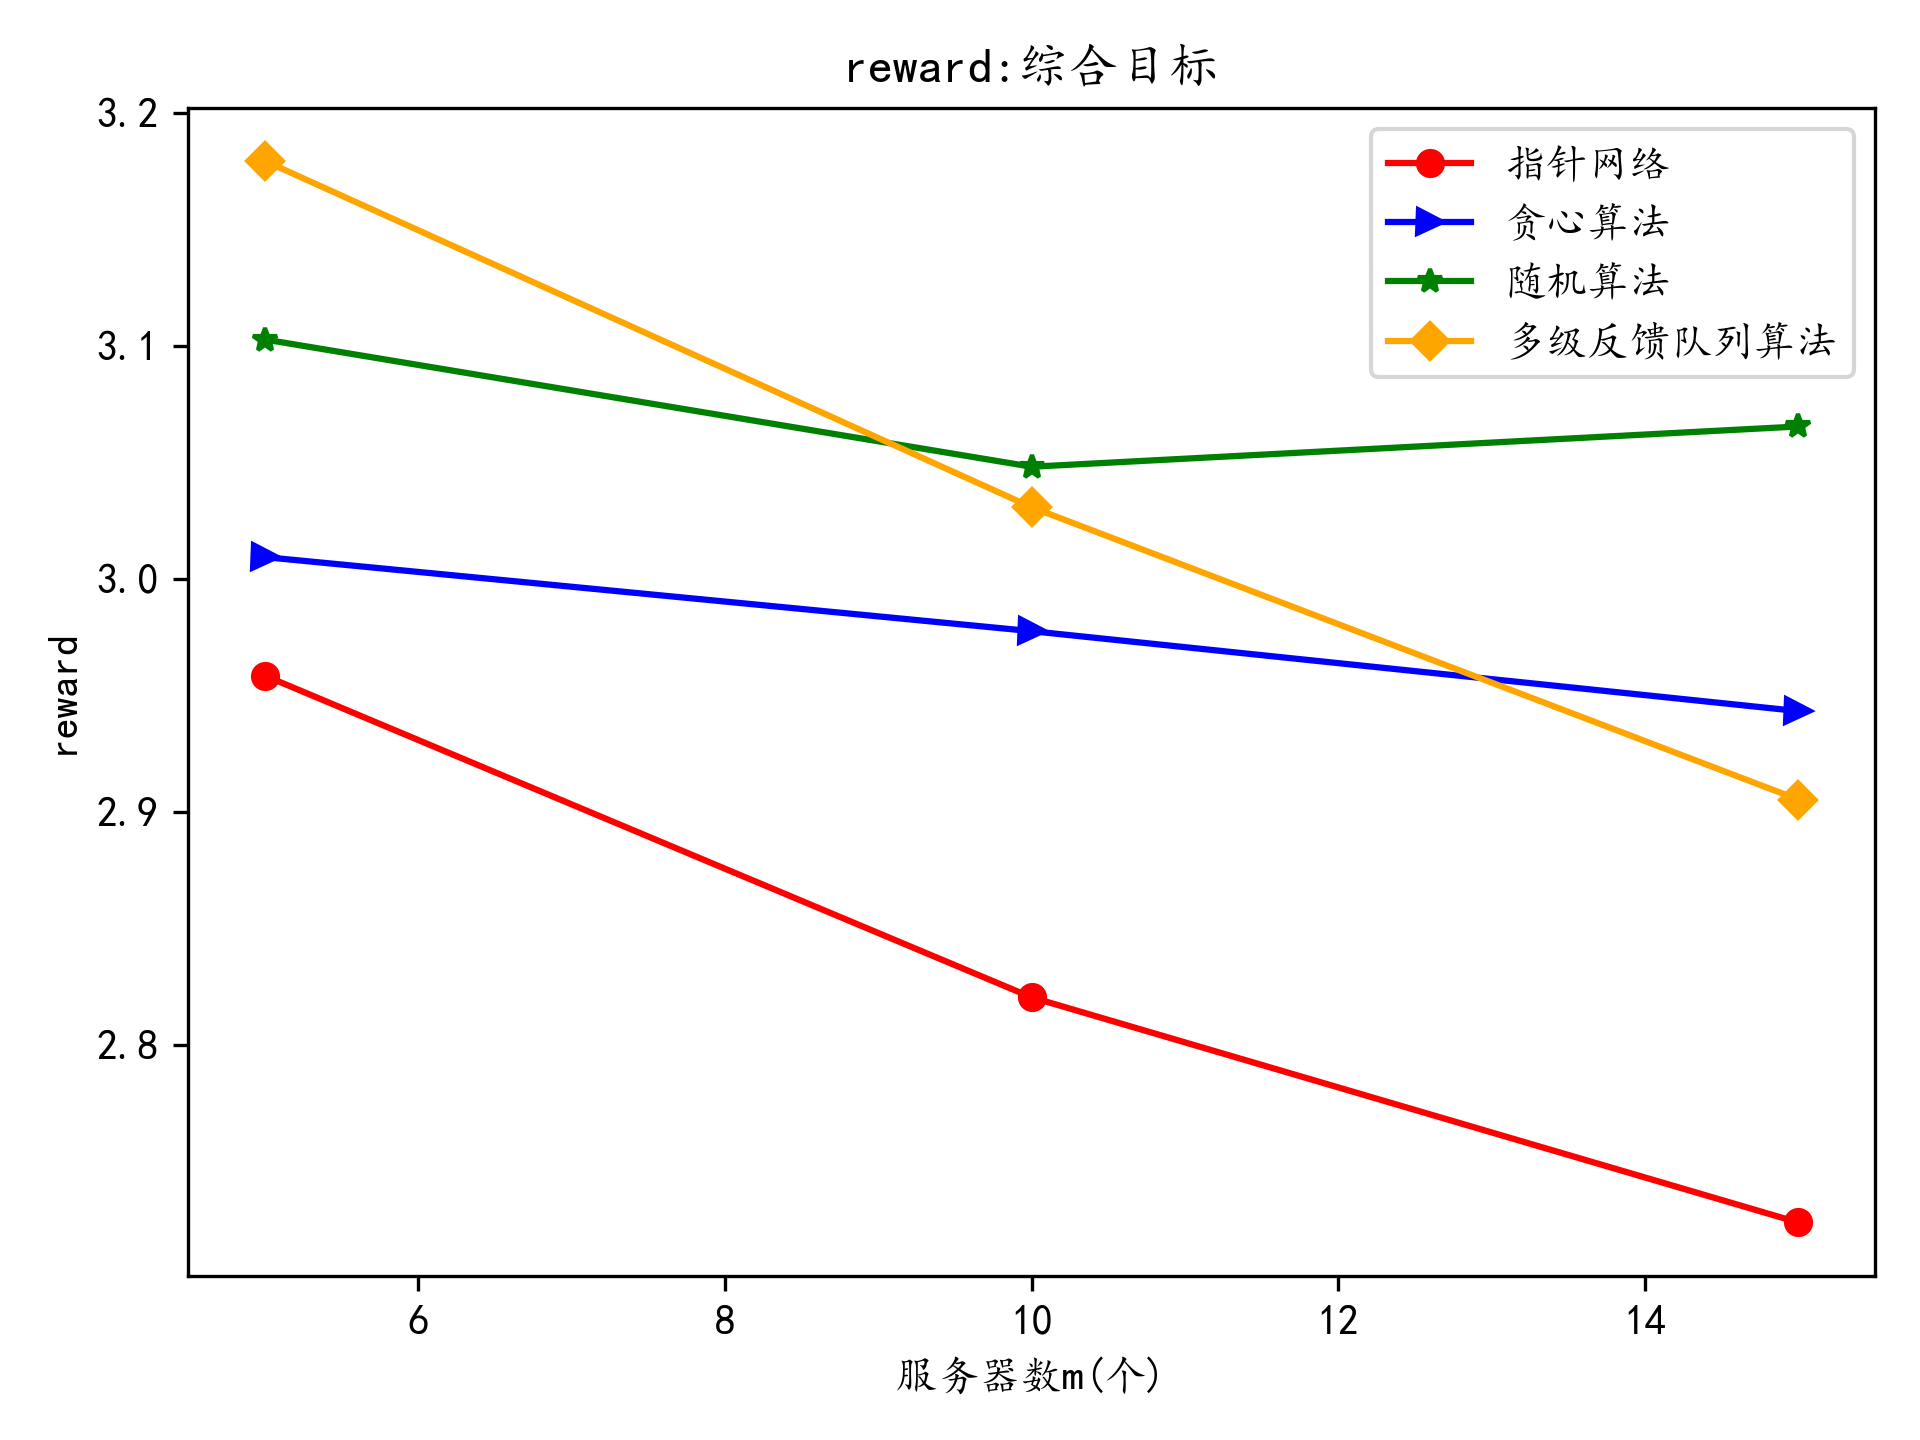 reward:综合目标
3.2
3.1
3.0
2.9
2.8
reward
指针网络
贪心算法
随机算法
多级反馈队列算法
6
8
10
12
14
服务器数m(个)